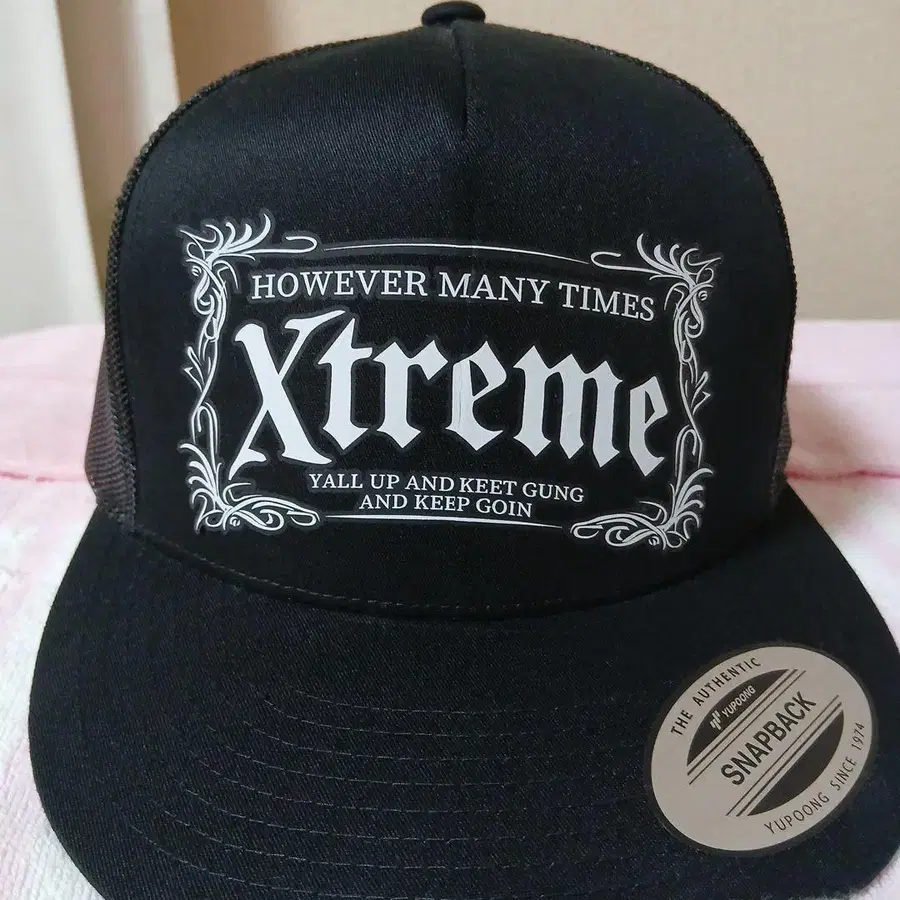 HOWEVER MANY TIMES
Xtreme
YALL UP AND KEET GUNG
AND KEEP GOIN
THE AUTHENTIC
YUPOONG
SNAPBACK
YUPOONG SINCE 1974